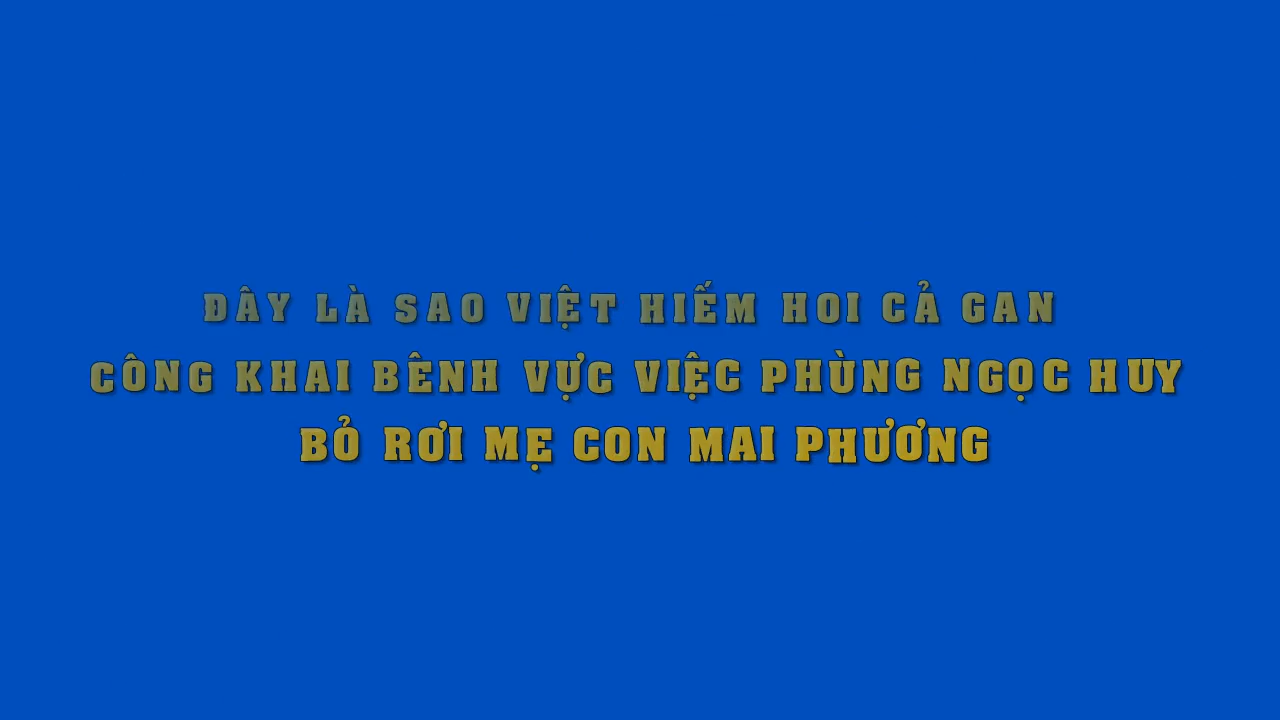 ĐÂY LÀ SAO VIỆT HIẾM HOI CẢ GAN
CÔNG KHAI BÊNH VỰC VIỆC PHÙNG NGỌC HUY
BỎ RƠI MẸ CON MAI PHƯƠNG